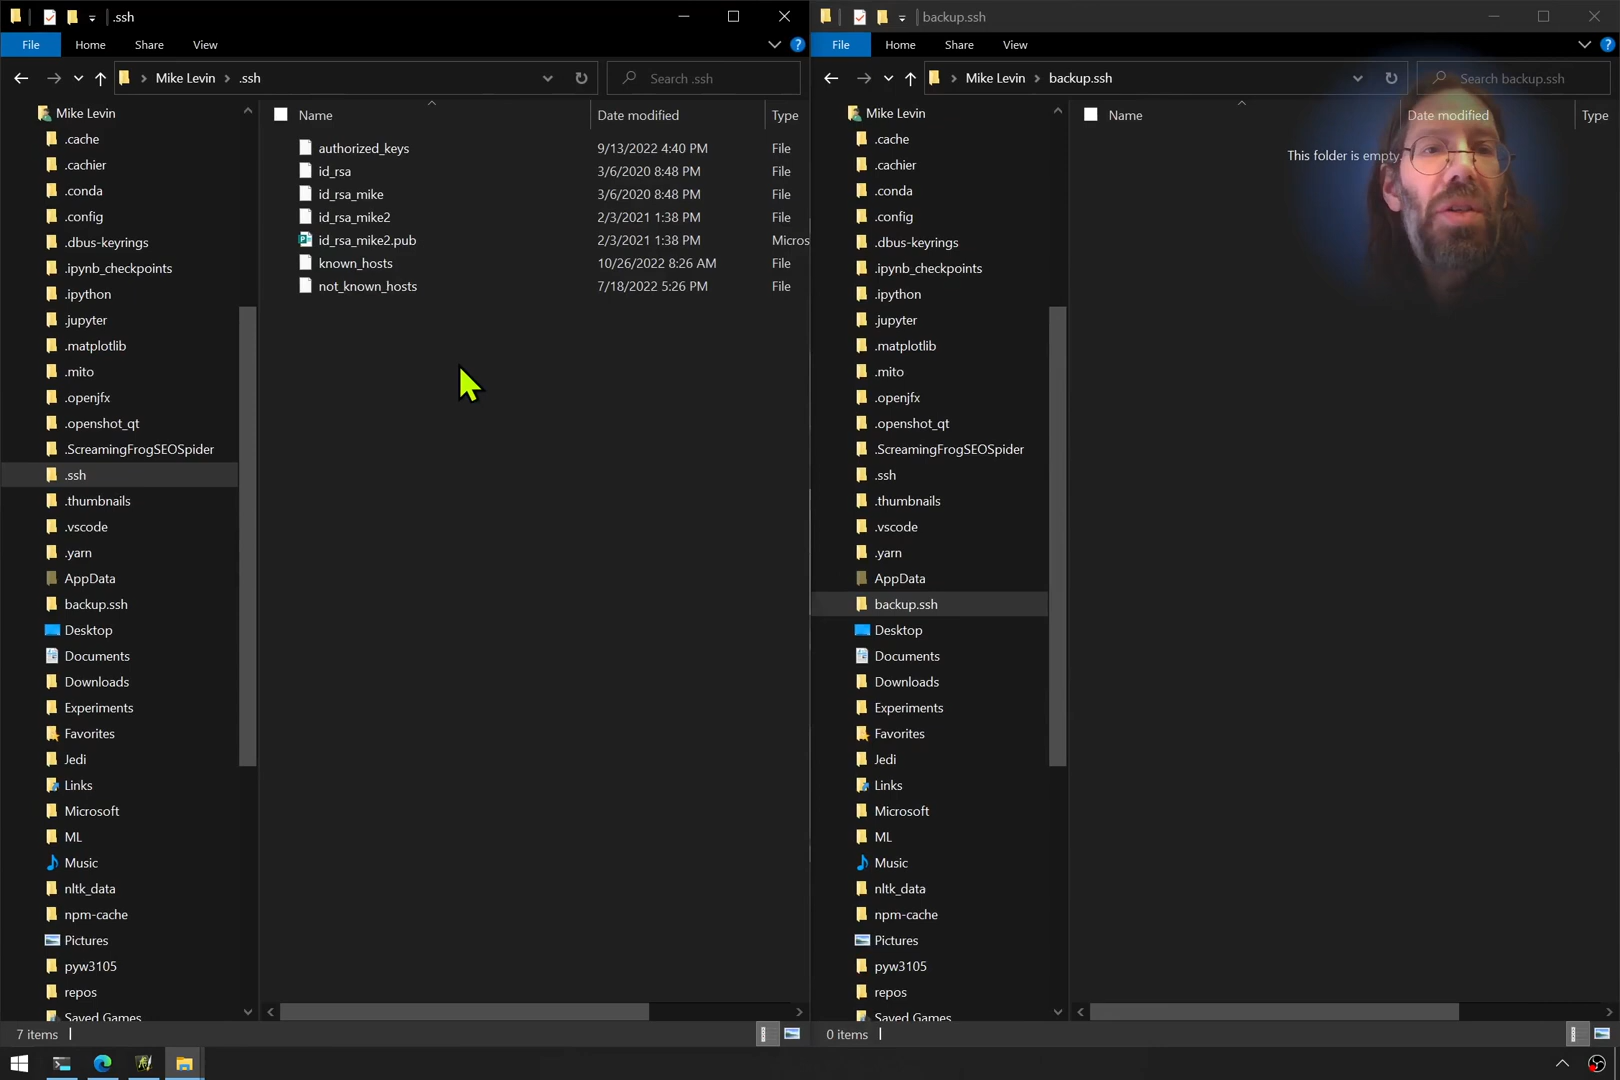 .ssh
File
Home
Share
View
Mike Levin
.ssh
Search .ssh
Name
Date modified
Type
authorized_keys
9/13/2022 4:40 PM
File
id_rsa
3/6/2020 8:48 PM
File
id_rsa_mike
3/6/2020 8:48 PM
File
id_rsa_mike2
2/3/2021 1:38 PM
File
id_rsa_mike2.pub
2/3/2021 1:38 PM
Micros
known_hosts
10/26/2022 8:26 AM
File
not_known_hosts
7/18/2022 5:26 PM
File
Mike Levin
.cache
.cachier
.conda
.config
.dbus-keyrings
.ipynb_checkpoints
.ipython
.jupyter
.matplotlib
.mito
.openjfx
.openshot_qt
.ScreamingFrogSEOSpider
.ssh
.thumbnails
.vscode
.yarn
AppData
backup.ssh
Desktop
Documents
Downloads
Experiments
Favorites
Jedi
Links
Microsoft
ML
Music
nltk_data
npm-cache
Pictures
pyw3105
repos
Saved Games
7 items
backup.ssh
File
Home
Share
View
Mike Levin
backup.ssh
Search backup.ssh
Name
Date modified
Type
This folder is empty.
Mike Levin
.cache
.cachier
.conda
.config
.dbus-keyrings
.ipynb_checkpoints
.ipython
.jupyter
.matplotlib
.mito
.openjfx
.openshot_qt
.ScreamingFrogSEOSpider
.ssh
.thumbnails
.vscode
.yarn
AppData
backup.ssh
Desktop
Documents
Downloads
Experiments
Favorites
Jedi
Links
Microsoft
ML
Music
nltk_data
npm-cache
Pictures
pyw3105
repos
Saved Games
0 items